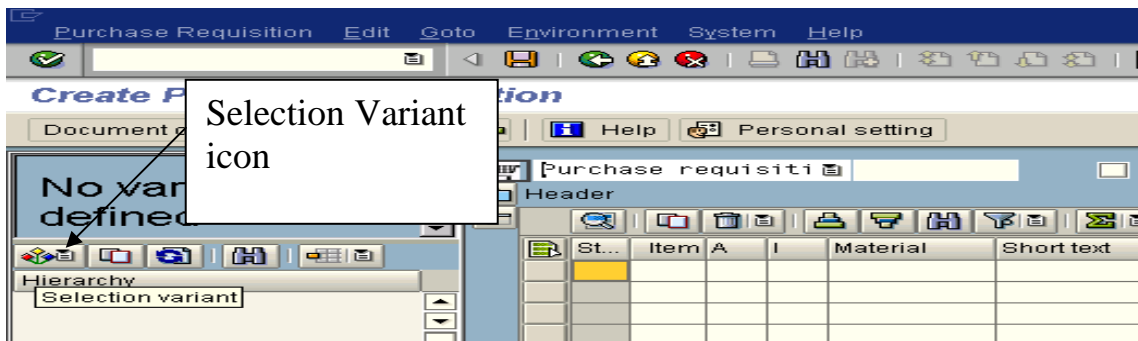 Purchase Requisition Edit Goto Environment System Help
Create P
tion
Selection Variant
icon
Document
Help
Personal setting
No var
defined
Purchase requisiti
Header
St... Item A I Material Short text
Hierarchy
Selection variant